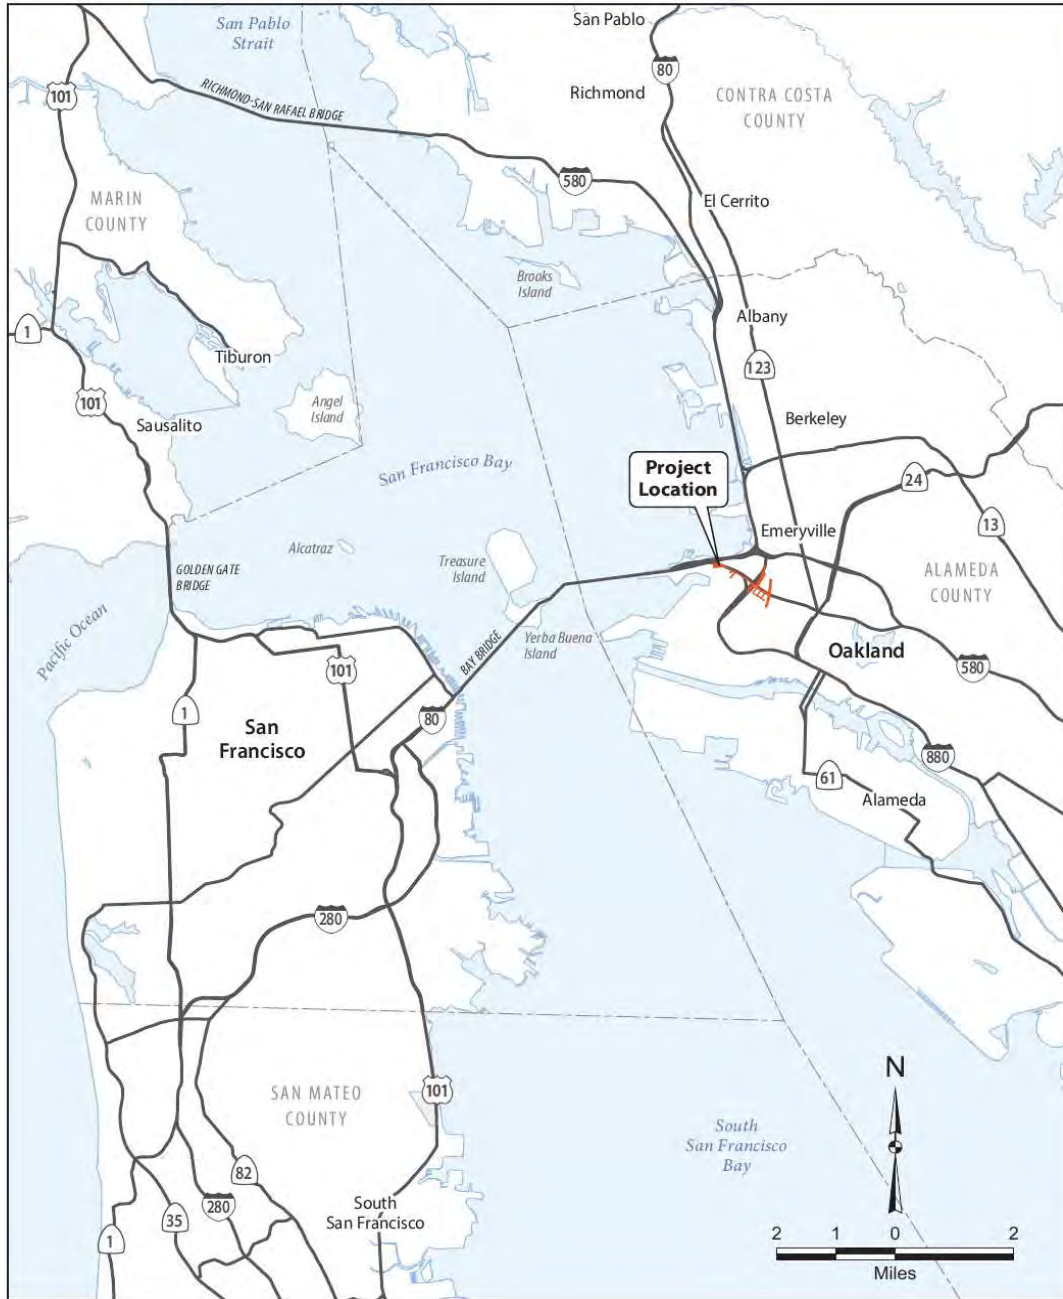 San Pablo
Strait
San Pablo
80
101
RICHMOND-SAN RAFAEL BRIDGE
Richmond
CONTRA COSTA
COUNTY
580
MARIN
COUNTY
El Cerrito
Brooks
Island
1
Albany
Tiburon
123
101
Angel
Island
Sausalito
Berkeley
San Francisco Bay
Project
Location
24
13
Emeryville
Alcatraz
Treasure
Island
GOLDEN GATE
BRIDGE
ALAMEDA
COUNTY
Pacific Ocean
Yerba Buena
Island
BAY BRIDGE
Oakland
101
580
1
80
San
Francisco
880
61
Alameda
280
N
SAN MATEO
COUNTY
101
South
San Francisco
Bay
82
280
South
San Francisco
35
1
2 1 0 2
Miles